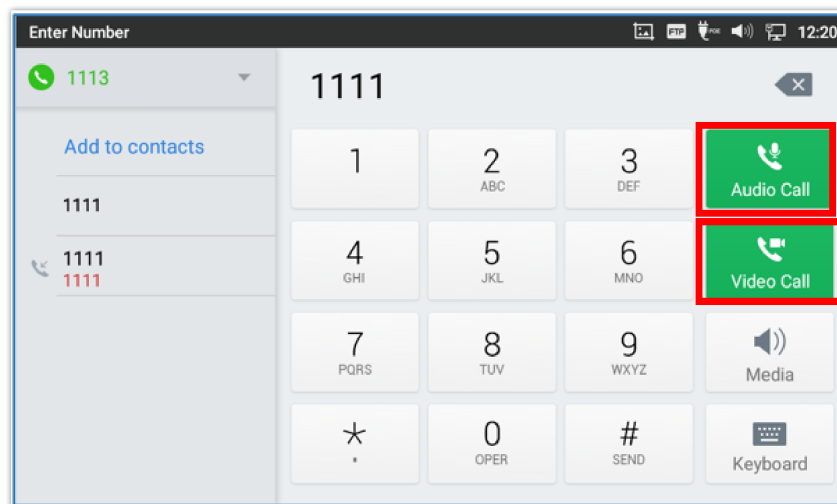 Enter Number
FTP
12:20
1113
1111
Add to contacts
1111
1111
1111
1
2
ABC
3
DEF
Audio Call
4
GHI
5
JKL
6
MNO
Video Call
7
PQRS
8
TUV
9
WXYZ
Media
*
.
0
OPER
#
SEND
Keyboard